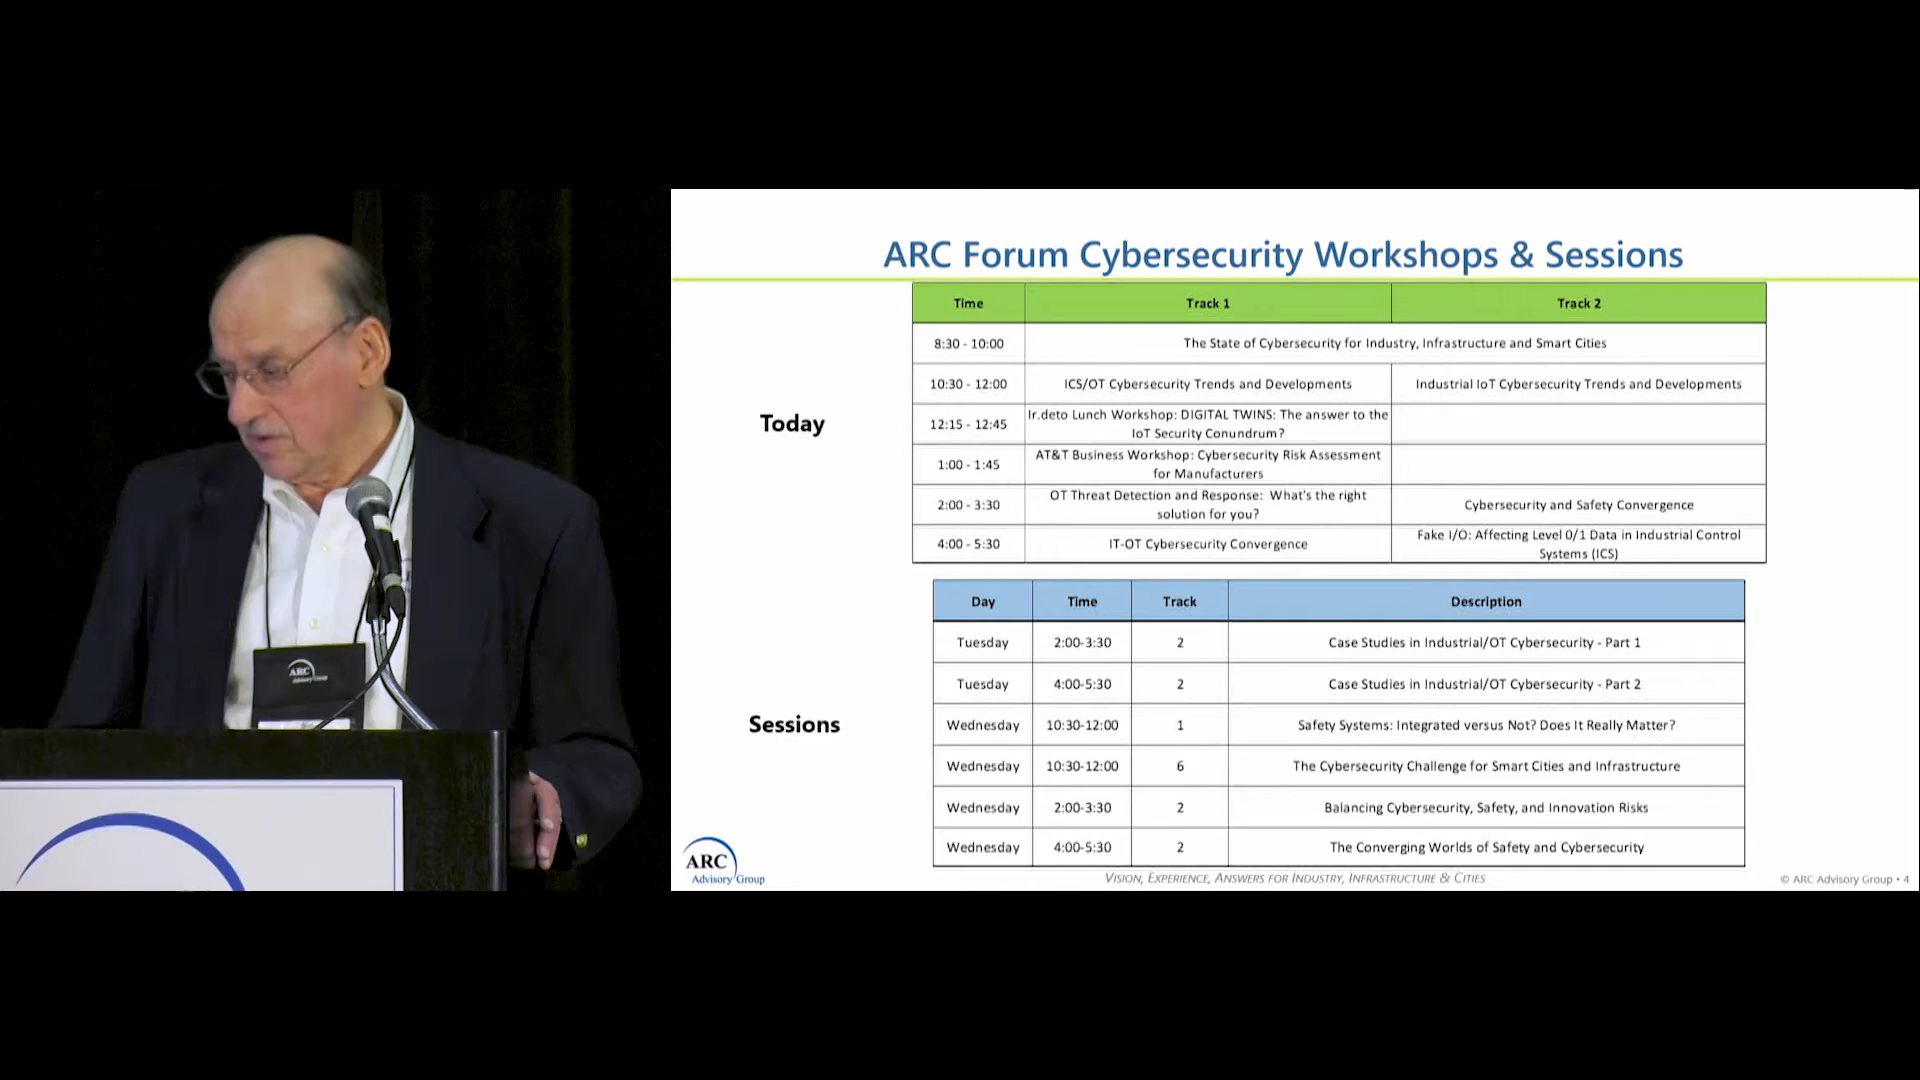 ARC Forum Cybersecurity Workshops & Sessions
Time Track 1 Track 2
8:30 - 10:00 The State of Cybersecurity for Industry, Infrastructure and Smart Cities
10:30 - 12:00 ICS/OT Cybersecurity Trends and Developments Industrial IoT Cybersecurity Trends and Developments
Today
12:15 - 12:45 Ir.deto Lunch Workshop: DIGITAL TWINS: The answer to the
IoT Security Conundrum?
1:00 - 1:45 AT&T Business Workshop: Cybersecurity Risk Assessment
for Manufacturers
2:00 - 3:30 OT Threat Detection and Response: What's the right
solution for you? Cybersecurity and Safety Convergence
4:00 - 5:30 IT-OT Cybersecurity Convergence Fake I/O: Affecting Level 0/1 Data in Industrial Control
Systems (ICS)
Day Time Track Description
Tuesday 2:00-3:30 2 Case Studies in Industrial/OT Cybersecurity - Part 1
Tuesday 4:00-5:30 2 Case Studies in Industrial/OT Cybersecurity - Part 2
Sessions
Wednesday 10:30-12:00 1 Safety Systems: Integrated versus Not? Does It Really Matter?
Wednesday 10:30-12:00 6 The Cybersecurity Challenge for Smart Cities and Infrastructure
Wednesday 2:00-3:30 2 Balancing Cybersecurity, Safety, and Innovation Risks
Wednesday 4:00-5:30 2 The Converging Worlds of Safety and Cybersecurity
ARC
Advisory Group
VISION, EXPERIENCE, ANSWERS FOR INDUSTRY, INFRASTRUCTURE & CITIES
© ARC Advisory Group • 4
ARC
Advisory Group